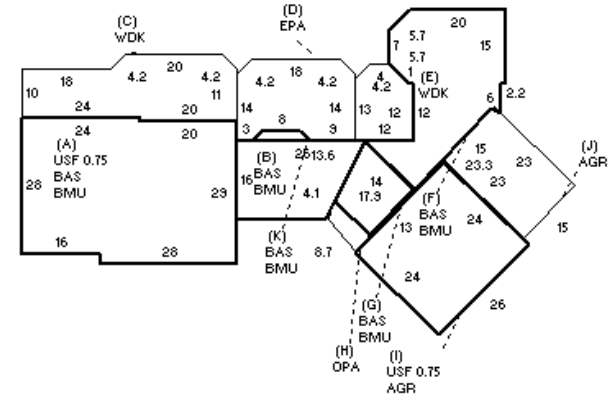 (C)
WDK
(D)
EPA
20
5.7
7
15
5.7
1
(E)
WDK
18
4.2
20
4.2
10
24
11
20
18
4.2
4.2
14
14
8
3
9
4
4.2
13
12
12
12
6
2.2
24
20
(A)
USF 0.75
BAS
BMU
28
29
16
28
(B)
BAS
BMU
16
13.6
4.1
(K)
BAS
BMU
8.7
14
17.9
15
23.3
23
23
(J)
AGR
15
(F)
BAS
BMU
24
13
24
26
(G)
BAS
BMU
(H)
OPA
(I)
USF 0.75
AGR